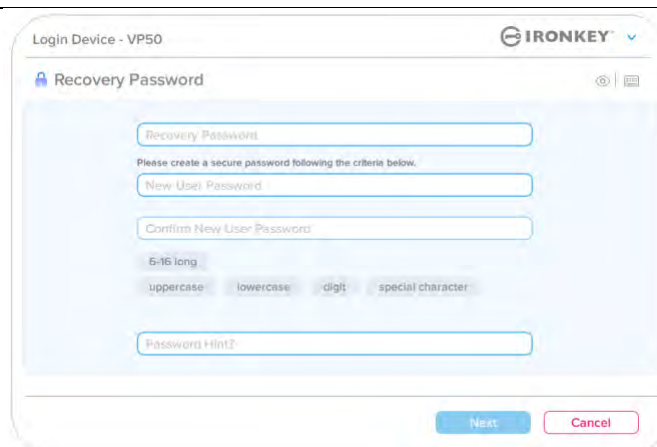 Login Device - VP50
IRONKEY
Recovery Password
Recovery Password
Please create a secure password following the criteria below.
New User Password
Confirm New User Password
6-16 long
uppercase lowercase digit special character
Password Hint?
Next Cancel